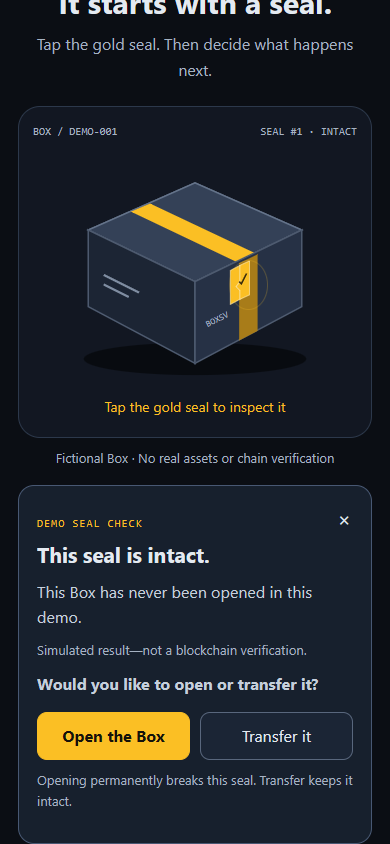 It starts with a seal.
Tap the gold seal. Then decide what happens
next.
BOX / DEMO-001
SEAL #1 · INTACT
✓
BOXSV
Tap the gold seal to inspect it
Fictional Box · No real assets or chain verification
DEMO SEAL CHECK
×
This seal is intact.
This Box has never been opened in this
demo.
Simulated result—not a blockchain verification.
Would you like to open or transfer it?
Open the Box
Transfer it
Opening permanently breaks this seal. Transfer keeps it
intact.